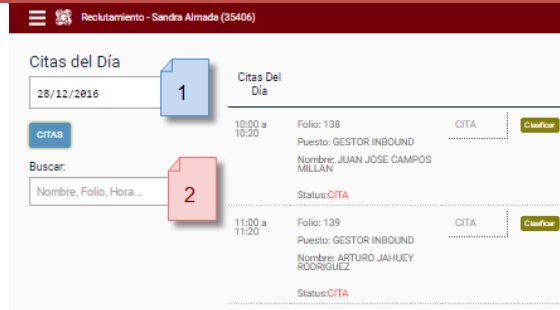 Reclutamiento - Sandra Almada (35406)
Citas del Día
28/12/2016
1
CITAS
Buscar:
Nombre, Folio, Hora...
2
Citas Del
Día
10:00 a
10:20
Folio: 138
Puesto: GESTOR INBOUND
Nombre: JUAN JOSE CAMPOS
MILLAN
Status:CITA
CITA
Clasificar
11:00 a
11:20
Folio: 139
Puesto: GESTOR INBOUND
Nombre: ARTURO JAHUEY
RODRIGUEZ
Status:CITA
CITA
Clasificar